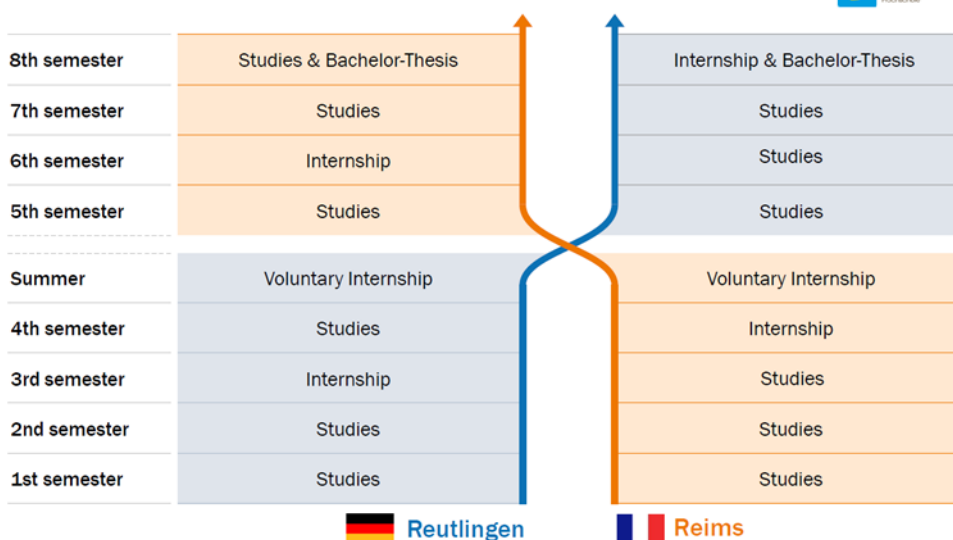 8th semester Studies & Bachelor-Thesis Internship & Bachelor-Thesis
7th semester Studies Studies
6th semester Internship Studies
5th semester Studies Studies
Summer Voluntary Internship Voluntary Internship
4th semester Studies Internship
3rd semester Internship Studies
2nd semester Studies Studies
1st semester Studies Studies
Reutlingen Reims